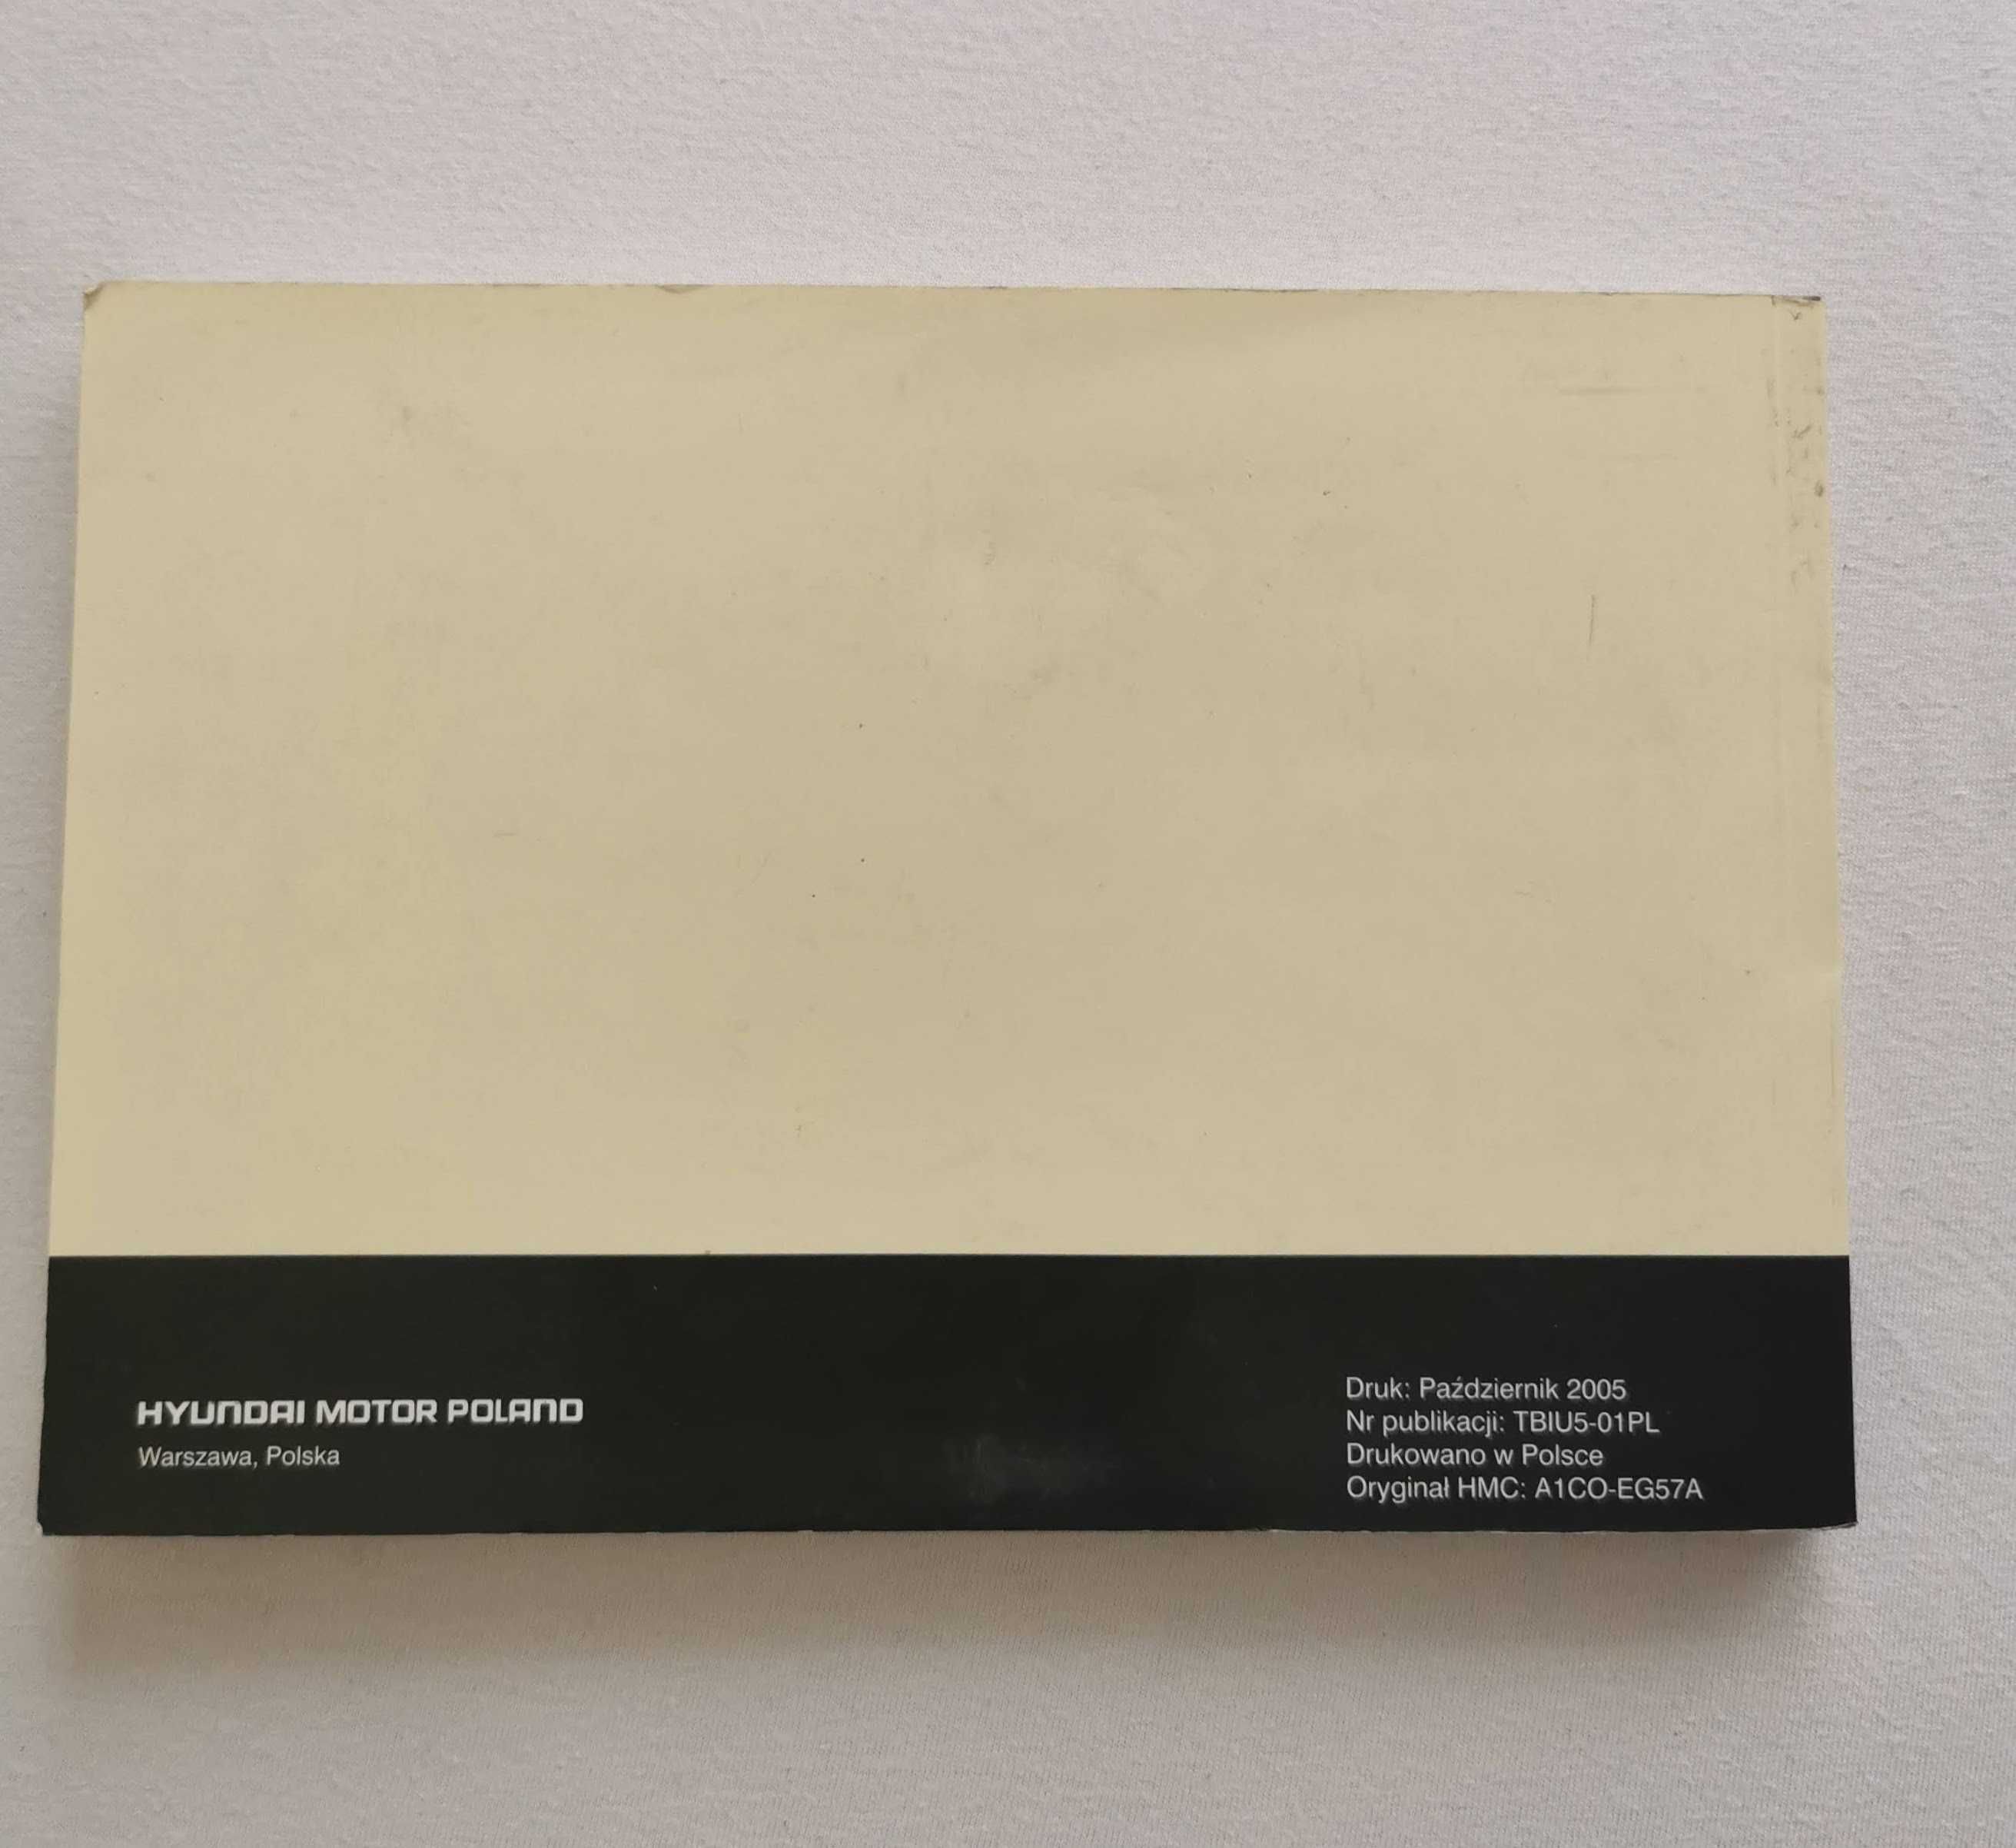 HYUNDAI MOTOR POLAND
Warszawa, Polska
Druk: Październik 2005
Nr publikacji: TBIU5-01PL
Drukowano w Polsce
Oryginał HMC: A1CO-EG57A